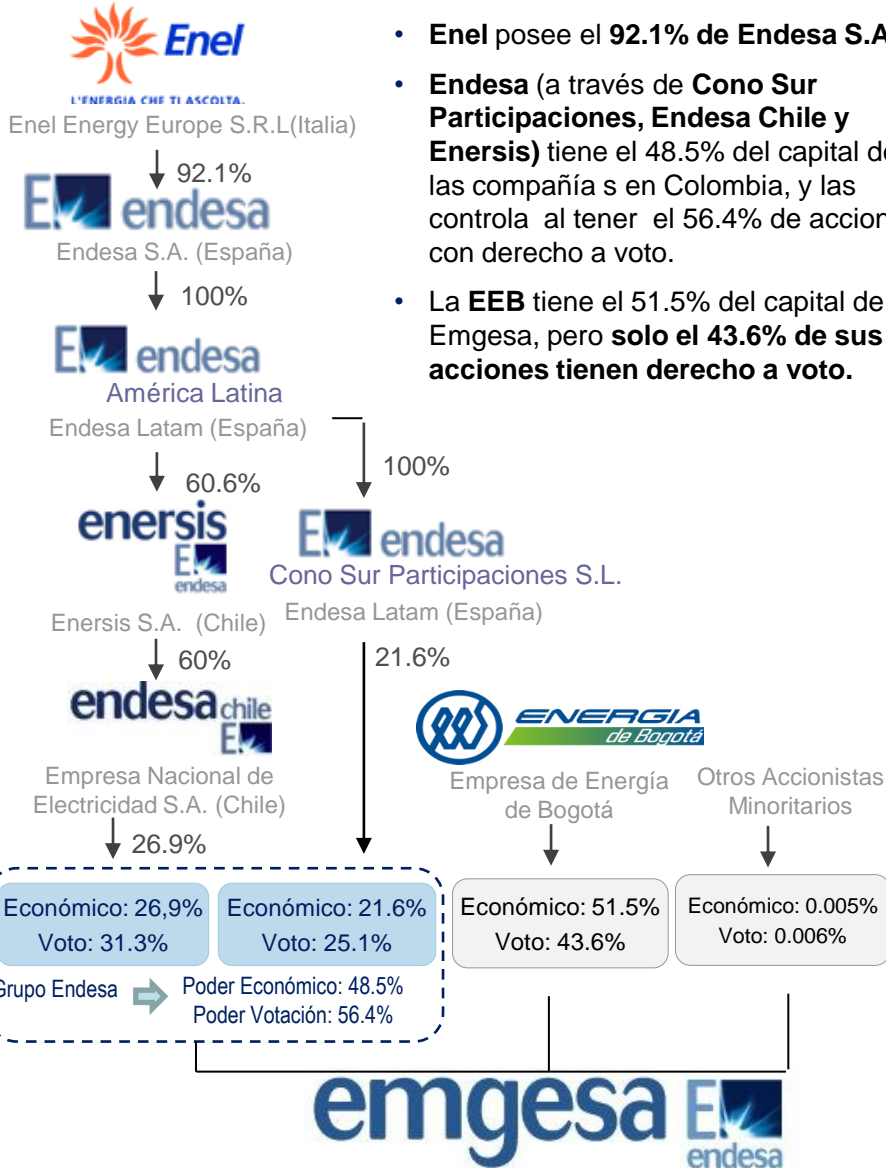 Enel
L'ENERGIA CHE TI ASCOLTA.
Enel Energy Europe S.R.L(Italia)
92.1%
endesa
Endesa S.A. (España)
100%
endesa
América Latina
Endesa Latam (España)
60.6%
100%
enersis
endesa
Enersis S.A. (Chile)
endesa
Cono Sur Participaciones S.L.
Endesa Latam (España)
60%
21.6%
endesa chile
Empresa Nacional de
Electricidad S.A. (Chile)
26.9%
ENERGIA
de Bogotá
Empresa de Energía
de Bogotá
Otros Accionistas
Minoritarios
• Enel posee el 92.1% de Endesa S.A
• Endesa (a través de Cono Sur
Participaciones, Endesa Chile y
Enersis) tiene el 48.5% del capital de
las compañía s en Colombia, y las
controla al tener el 56.4% de accion
con derecho a voto.
• La EEB tiene el 51.5% del capital de
Emgesa, pero solo el 43.6% de sus
acciones tienen derecho a voto.
Económico: 26,9%
Voto: 31.3%
Económico: 21.6%
Voto: 25.1%
Económico: 51.5%
Voto: 43.6%
Económico: 0.005%
Voto: 0.006%
Grupo Endesa
Poder Económico: 48.5%
Poder Votación: 56.4%
emgesa
endesa